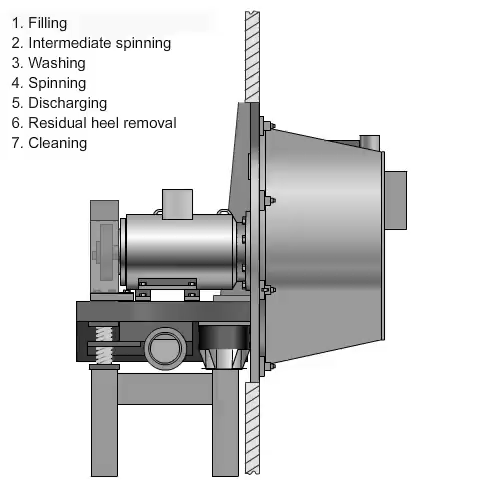 1. Filling
2. Intermediate spinning
3. Washing
4. Spinning
5. Discharging
6. Residual heel removal
7. Cleaning